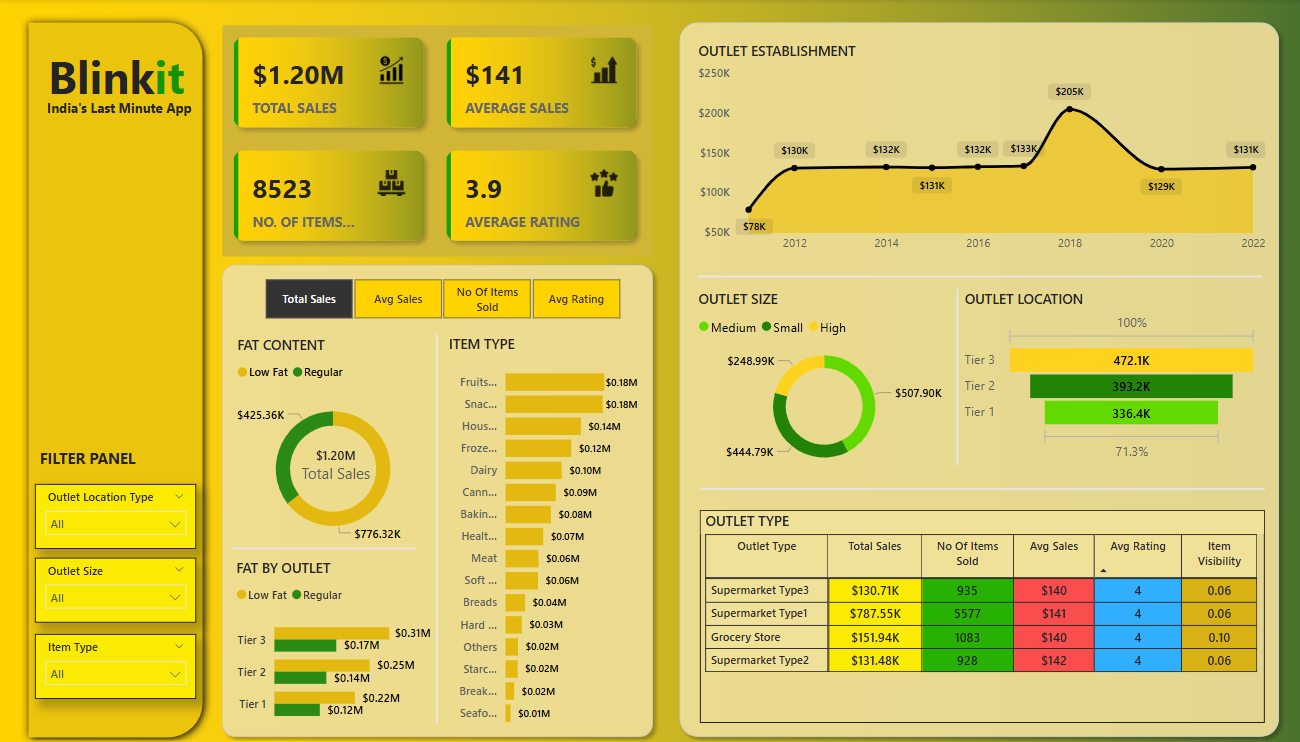 Blinkit
India's Last Minute App
FILTER PANEL
Outlet Location Type
All
Outlet Size
All
Item Type
All
$1.20M
TOTAL SALES
$141
AVERAGE SALES
8523
NO. OF ITEMS...
3.9
AVERAGE RATING
Total Sales
Avg Sales
No Of Items
Sold
Avg Rating
FAT CONTENT
Low Fat Regular
$425.36K
$1.20M
Total Sales
$776.32K
FAT BY OUTLET
Low Fat Regular
Tier 3 $0.31M
$0.17M
Tier 2 $0.25M
$0.14M
Tier 1 $0.22M
$0.12M
ITEM TYPE
Fruits... $0.18M
Snac... $0.18M
Hous... $0.14M
Froze... $0.12M
Dairy $0.10M
Cann... $0.09M
Bakin... $0.08M
Healt... $0.07M
Meat $0.06M
Soft ... $0.06M
Breads $0.04M
Hard ... $0.03M
Others $0.02M
Starc... $0.02M
Break... $0.02M
Seafo... $0.01M
OUTLET ESTABLISHMENT
$250K
$200K
$150K
$100K
$50K
$78K
$130K
$132K
$131K
$132K
$133K
$205K
$129K
$131K
2012 2014 2016 2018 2020 2022
OUTLET SIZE
Medium Small High
$248.99K
$507.90K
$444.79K
OUTLET LOCATION
100%
Tier 3 472.1K
Tier 2 393.2K
Tier 1 336.4K
71.3%
OUTLET TYPE
Outlet Type Total Sales No Of Items Sold Avg Sales Avg Rating Item Visibility
Supermarket Type3 $130.71K 935 $140 4 0.06
Supermarket Type1 $787.55K 5577 $141 4 0.06
Grocery Store $151.94K 1083 $140 4 0.10
Supermarket Type2 $131.48K 928 $142 4 0.06